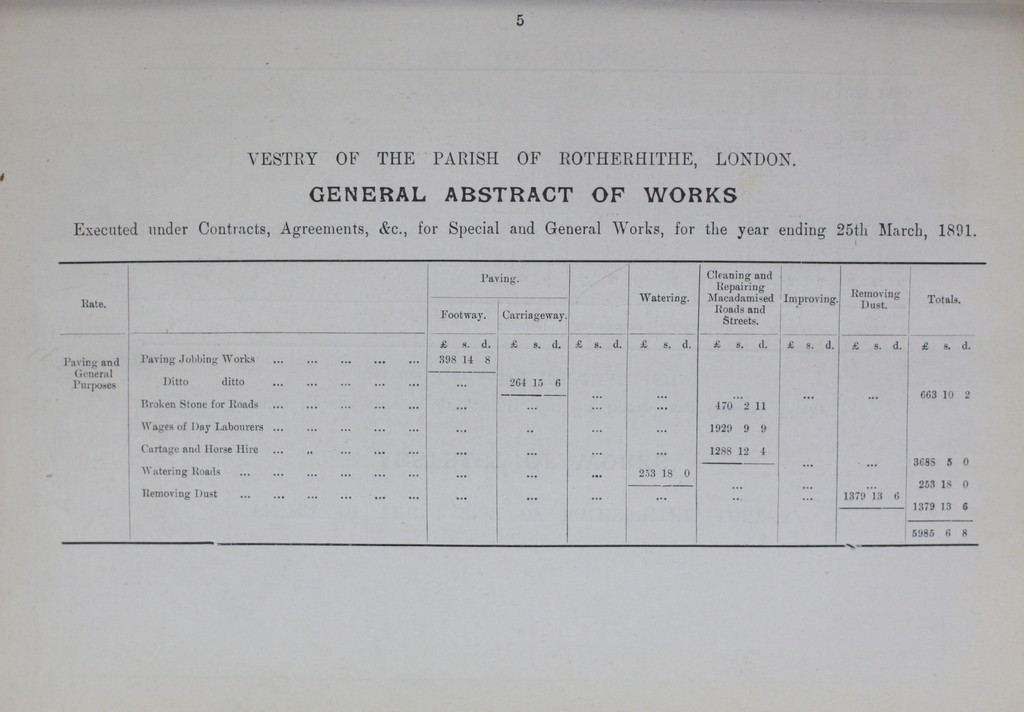 5
VESTRY OF THE PARISH OF ROTHERHITHE, LONDON.
GENERAL ABSTRACT OF WORKS
Executed under Contracts, Agreements, &c., for Special and General Works, for the year ending 25th March, 1891.
Rate. Paving. Watering. Cleaning and Repairing Macadamised Roads and Streets. Improving. Removing Dust. Totals.
Footway. Carriageway.
£ s. d. £ s. d. £ s. d. £ s. d. £ s. d. £ s. d. £ s. d. £ s. d.
Paving and General Purposes
Paving Jobbing Works ... ... ... ... ... 398 14 8
Ditto ditto ... ... ... ... ... ... 264 15 6
... ... ... ... ... 663 10 2
Broken Stone for Roads ... ... ... ... ... ... ... ... ... 470 2 11
Wages of Day Labourers ... ... ... ... ... ... .. ... ... 1929 9 9
Cartage and Horse Hire ... .. ... ... ... ... ... ... ... 1288 12 4
... ... 3688 5 0
Watering Roads ... ... ... ... ... ... ... ... ... 253 18 0
... ... ... 253 18 0
Removing Dust ... ... ... ... ... ... ... ... ... ... ... ... 1379 13 6
1379 13 6
5985 6 8